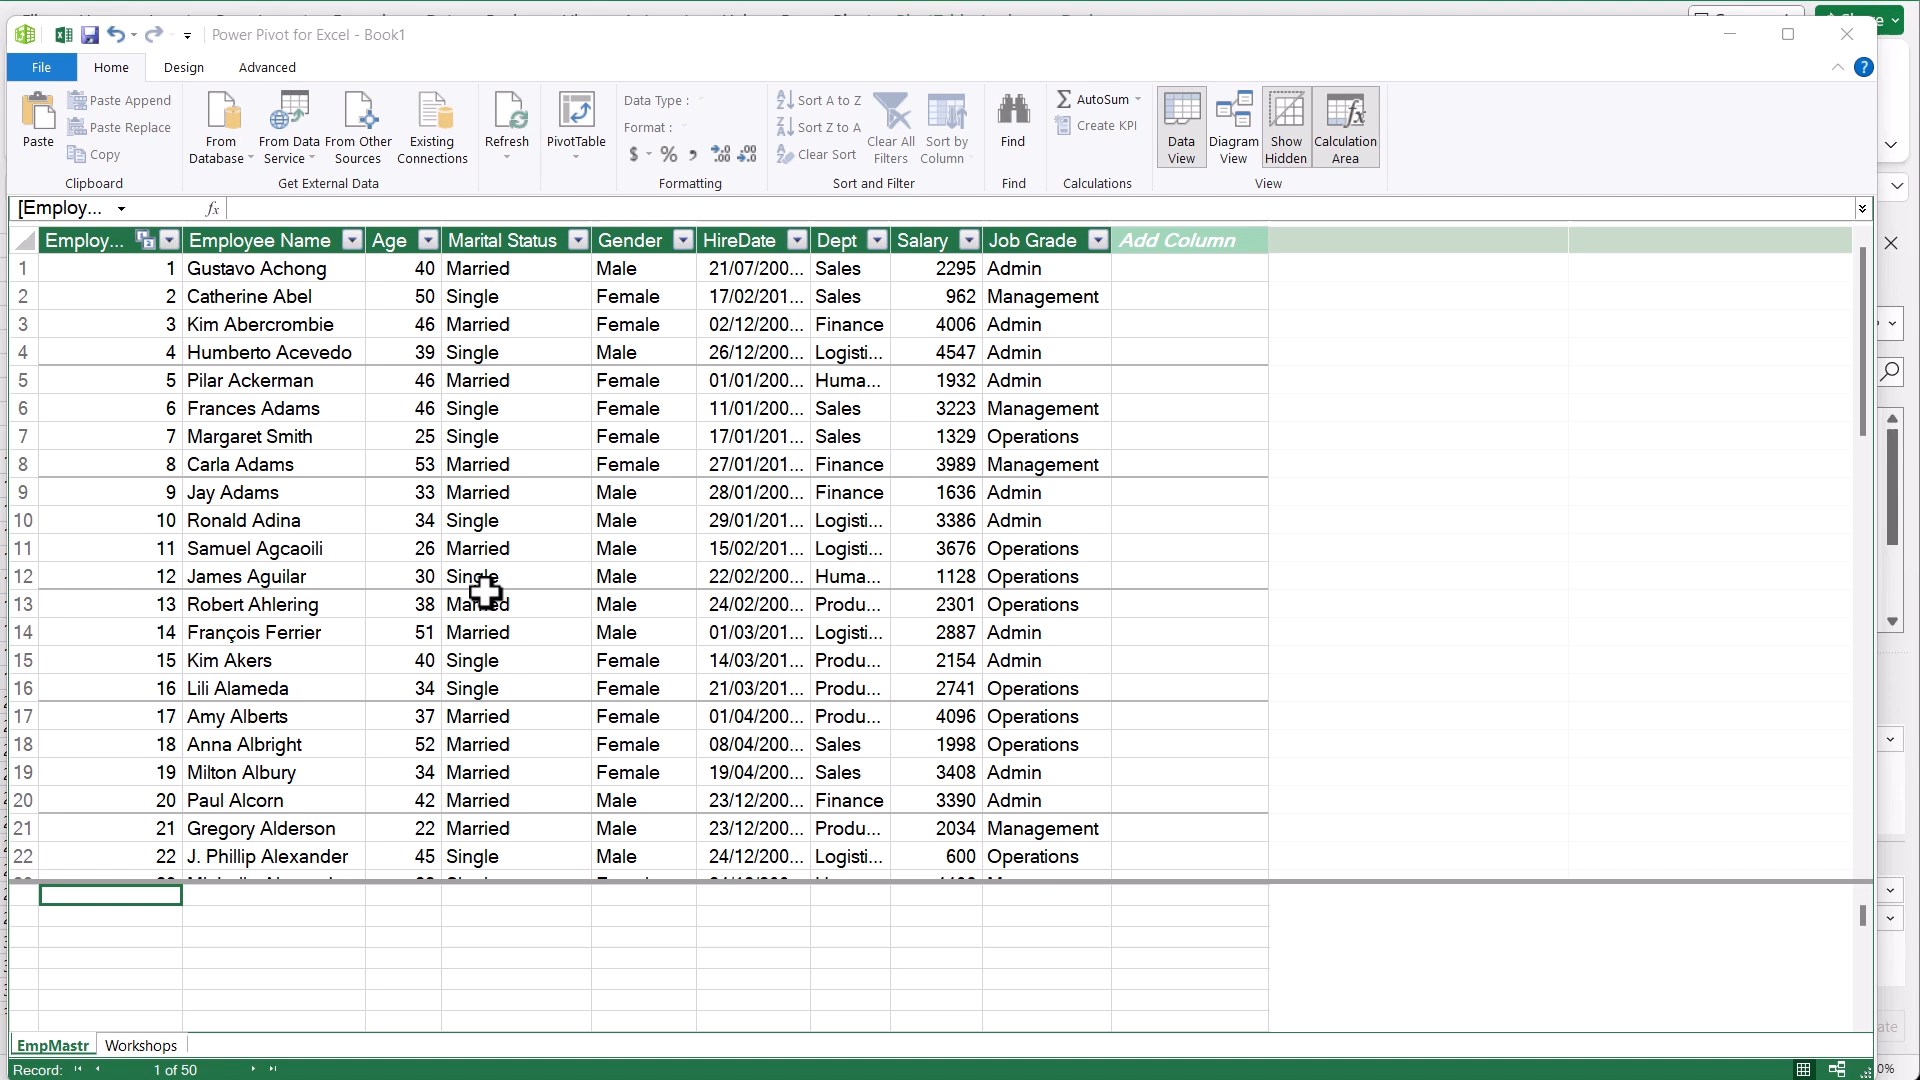 Power Pivot for Excel - Book1
File Home Design Advanced
Paste
Paste Append
Paste Replace
Copy
Clipboard
From Database
From Data Service
From Other Sources
Existing Connections
Get External Data
Refresh
PivotTable
Data Type :
Format :
$ % ,
Formatting
Sort A to Z
Sort Z to A
Clear Sort
Clear All Filters
Sort by Column
Sort and Filter
Find
Find
AutoSum
Create KPI
Calculations
Data View
Diagram View
Show Hidden
Calculation Area
View
[Employ... fx
Employ... Employee Name Age Marital Status Gender HireDate Dept Salary Job Grade Add Column
1 1 Gustavo Achong 40 Married Male 21/07/200... Sales 2295 Admin
2 2 Catherine Abel 50 Single Female 17/02/201... Sales 962 Management
3 3 Kim Abercrombie 46 Married Female 02/12/200... Finance 4006 Admin
4 4 Humberto Acevedo 39 Single Male 26/12/200... Logisti... 4547 Admin
5 5 Pilar Ackerman 46 Married Female 01/01/200... Huma... 1932 Admin
6 6 Frances Adams 46 Single Female 11/01/200... Sales 3223 Management
7 7 Margaret Smith 25 Single Female 17/01/201... Sales 1329 Operations
8 8 Carla Adams 53 Married Female 27/01/201... Finance 3989 Management
9 9 Jay Adams 33 Married Male 28/01/200... Finance 1636 Admin
10 10 Ronald Adina 34 Single Male 29/01/201... Logisti... 3386 Admin
11 11 Samuel Agcaoili 26 Married Male 15/02/201... Logisti... 3676 Operations
12 12 James Aguilar 30 Single Male 22/02/200... Huma... 1128 Operations
13 13 Robert Ahlering 38 Married Male 24/02/200... Produ... 2301 Operations
14 14 François Ferrier 51 Married Male 01/03/201... Logisti... 2887 Admin
15 15 Kim Akers 40 Single Female 14/03/201... Produ... 2154 Admin
16 16 Lili Alameda 34 Single Female 21/03/201... Produ... 2741 Operations
17 17 Amy Alberts 37 Married Female 01/04/200... Produ... 4096 Operations
18 18 Anna Albright 52 Married Female 08/04/200... Sales 1998 Operations
19 19 Milton Albury 34 Married Female 19/04/200... Sales 3408 Admin
20 20 Paul Alcorn 42 Married Male 23/12/200... Finance 3390 Admin
21 21 Gregory Alderson 22 Married Male 23/12/200... Produ... 2034 Management
22 22 J. Phillip Alexander 45 Single Male 24/12/200... Logisti... 600 Operations
EmpMastr Workshops
Record: 1 of 50